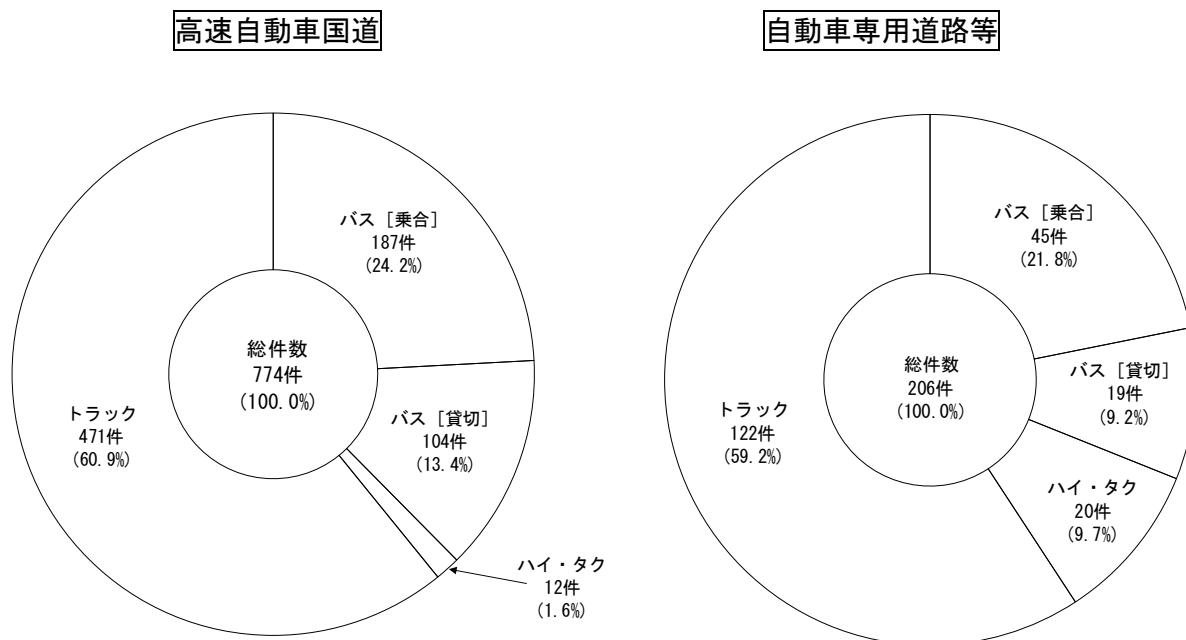 高速自動車国道
バス［乗合］
187件
(24.2%)
総件数
774件
(100.0%)
バス［貸切］
104件
(13.4%)
トラック
471件
(60.9%)
ハイ・タク
12件
(1.6%)
自動車専用道路等
バス［乗合］
45件
(21.8%)
総件数
206件
(100.0%)
バス［貸切］
19件
(9.2%)
トラック
122件
(59.2%)
ハイ・タク
20件
(9.7%)